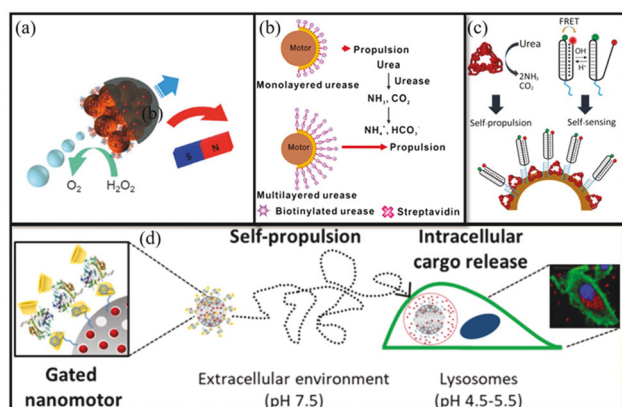 (a)
(b)
O₂
H₂O₂
S
N
(b)
Motor
Propulsion
Monolayered urease
Urea
Urease
NH₃, CO₂
NH₄⁺, HCO₃⁻
Motor
Propulsion
Multilayered urease
Biotinylated urease
Streptavidin
(c)
FRET
Urea
2NH₃
CO₂
OH⁻
H⁺
Self-propulsion
Self-sensing
(d)
Self-propulsion
Intracellular
cargo release
Gated
nanomotor
Extracellular environment
(pH 7.5)
Lysosomes
(pH 4.5-5.5)